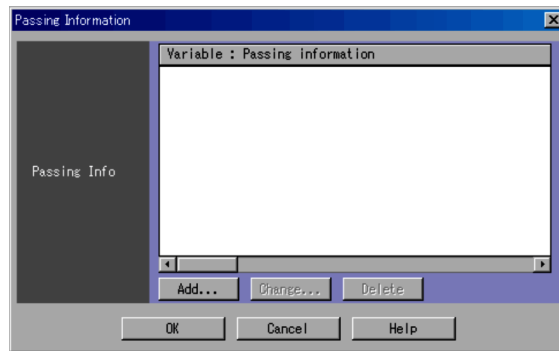 Passing Information
Variable : Passing information
Passing Info
Add... Change... Delete
OK Cancel Help